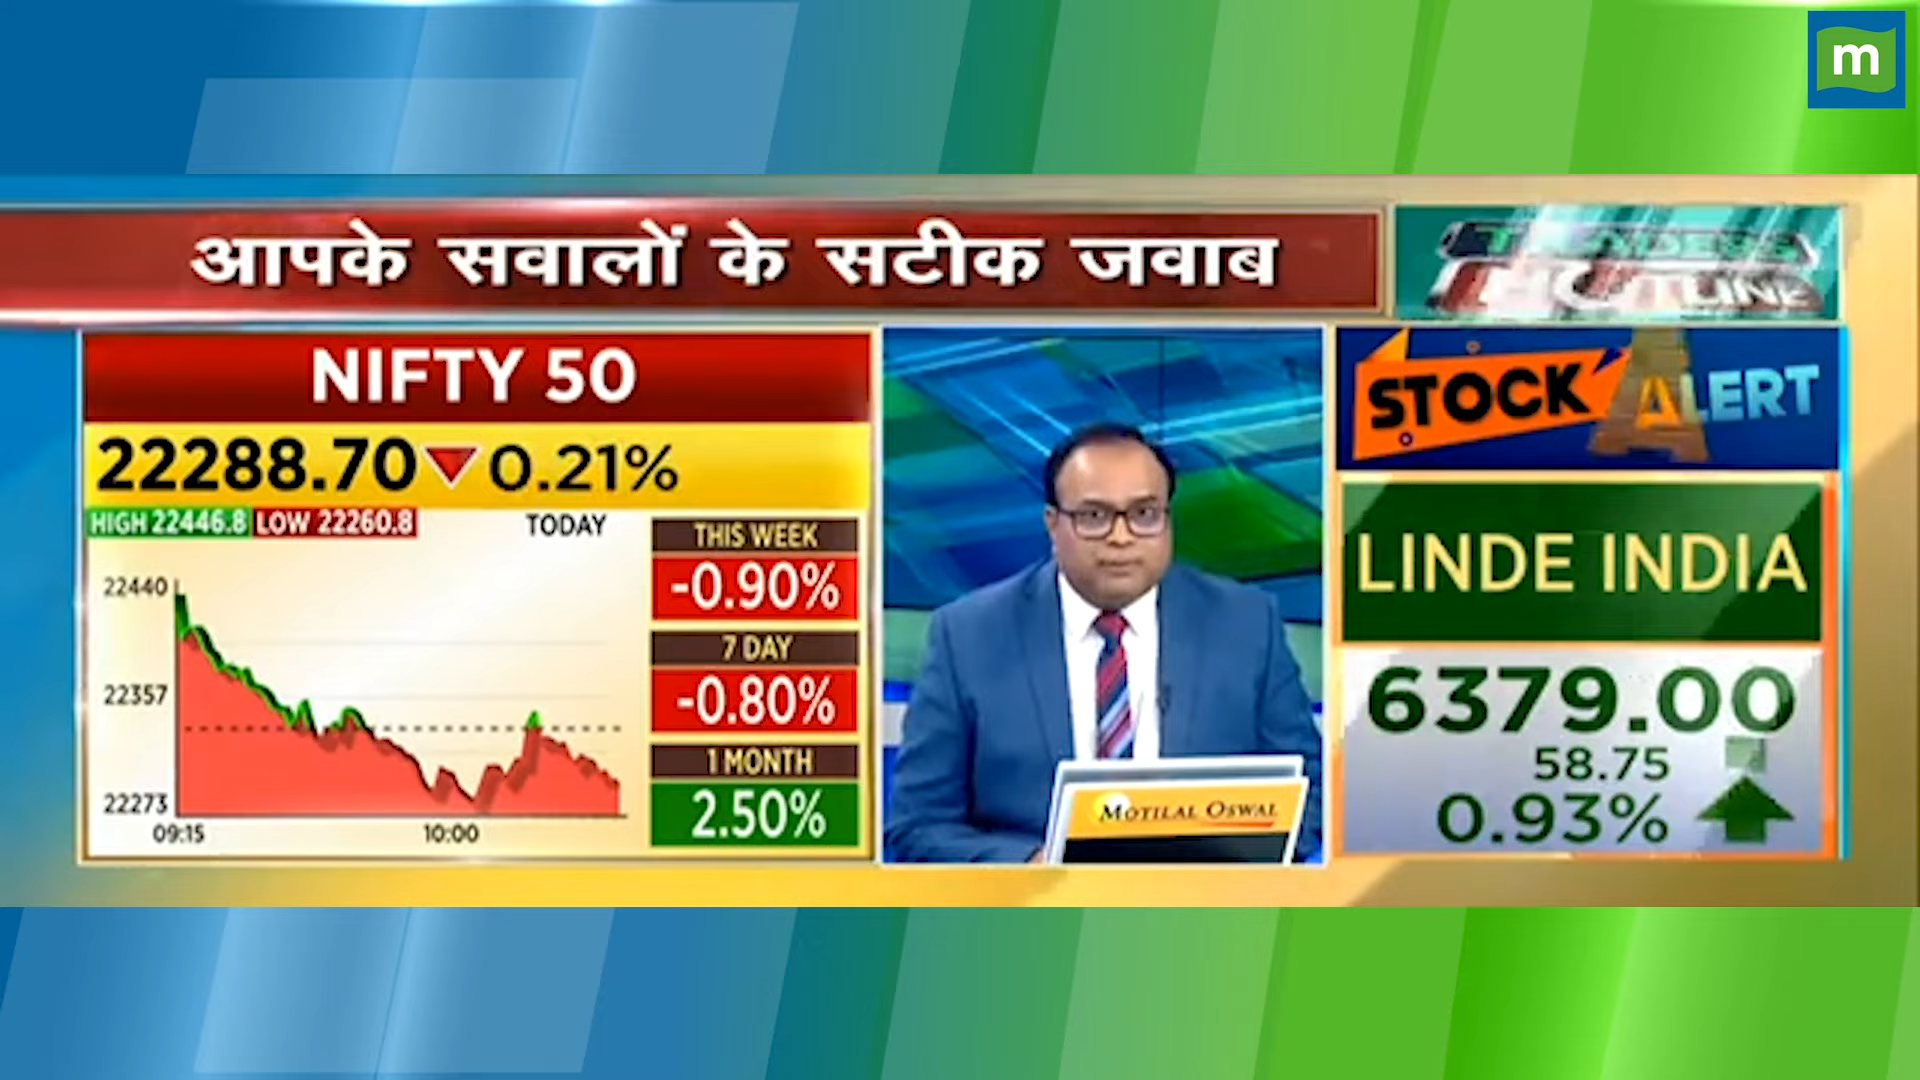 m
आपके सवालों के सटीक जवाब
NIFTY 50
22288.70 ▼ 0.21%
HIGH 22446.8 LOW 22260.8
TODAY
22440
22357
22273
09:15 10:00
THIS WEEK
-0.90%
7 DAY
-0.80%
1 MONTH
2.50%
MOTILAL OSWAL
STOCK ALERT
LINDE INDIA
6379.00
58.75
0.93%